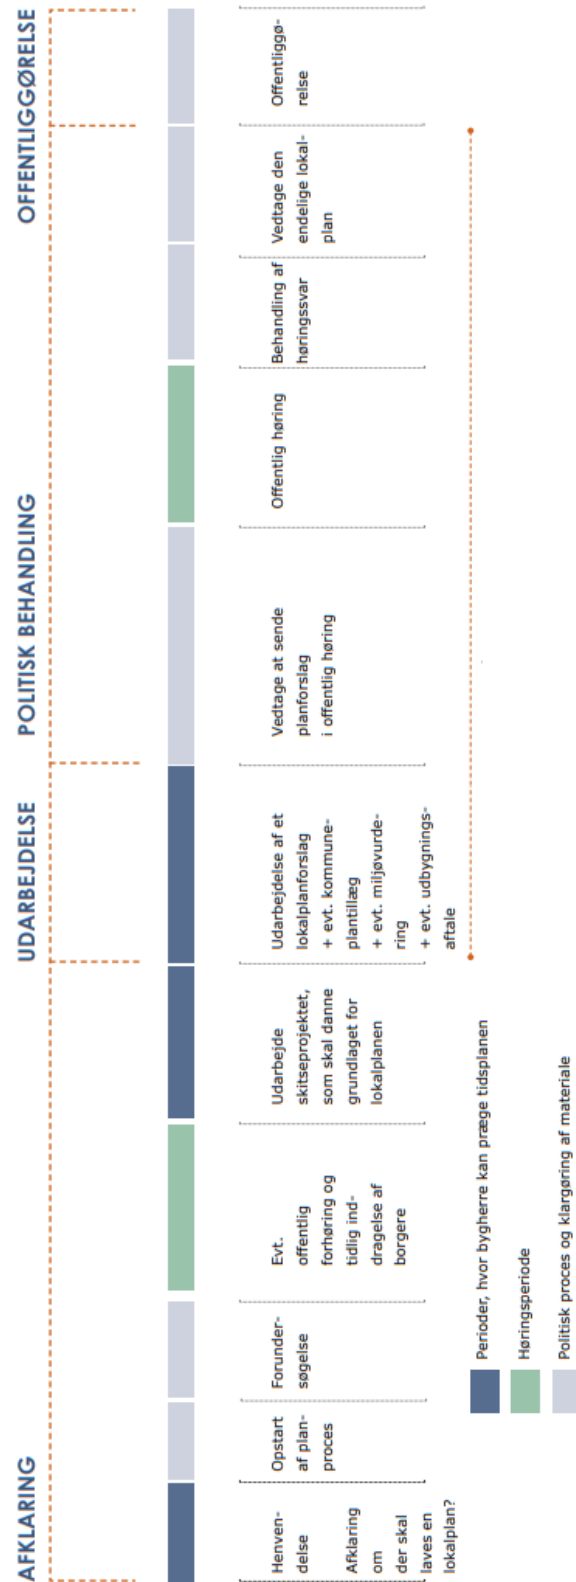 AFKLARING
UDARBEJDELSE
POLITISK BEHANDLING
OFFENTLIGGØRELSE
Henven-
delse
Afklaring
om
der skal
laves en
lokalplan?
Opstart
af plan-
proces
Forunder-
søgelse
Evt.
offentlig
forhøring og
tidlig ind-
dragelse af
borgere
Udarbejde
skitseprojektet,
som skal danne
grundlaget for
lokalplanen
Udarbejdelse af et
lokalplanforslag
+ evt. kommune-
plantillæg
+ evt. miljøvurde-
ring
+ evt. udbygnings-
aftale
Vedtage at sende
planforslag
i offentlig høring
Offentlig høring
Behandling af
høringssvar
Vedtage den
endelige lokal-
plan
Offentliggø-
relse
Perioder, hvor bygherre kan præge tidsplanen
Høringsperiode
Politisk proces og klargøring af materiale